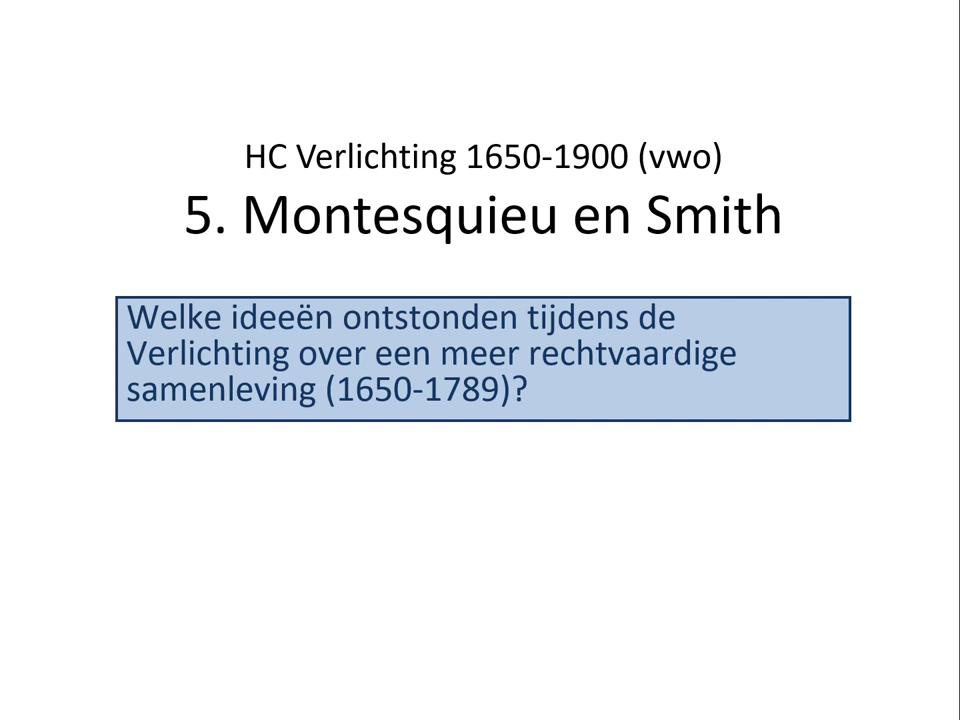 HC Verlichting 1650-1900 (vwo)
5. Montesquieu en Smith
Welke ideeën ontstonden tijdens de
Verlichting over een meer rechtvaardige
samenleving (1650-1789)?